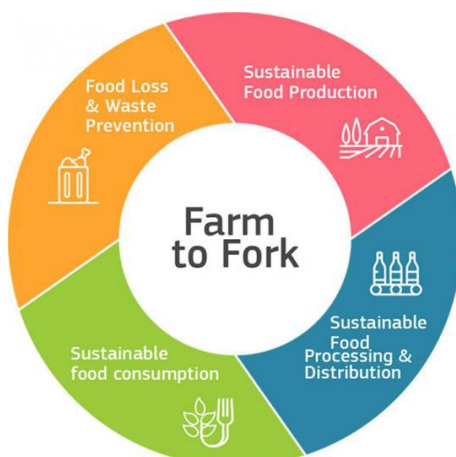 Farm
to Fork
Sustainable
Food Production
Sustainable
Food
Processing &
Distribution
Sustainable
food consumption
Food Loss
& Waste
Prevention